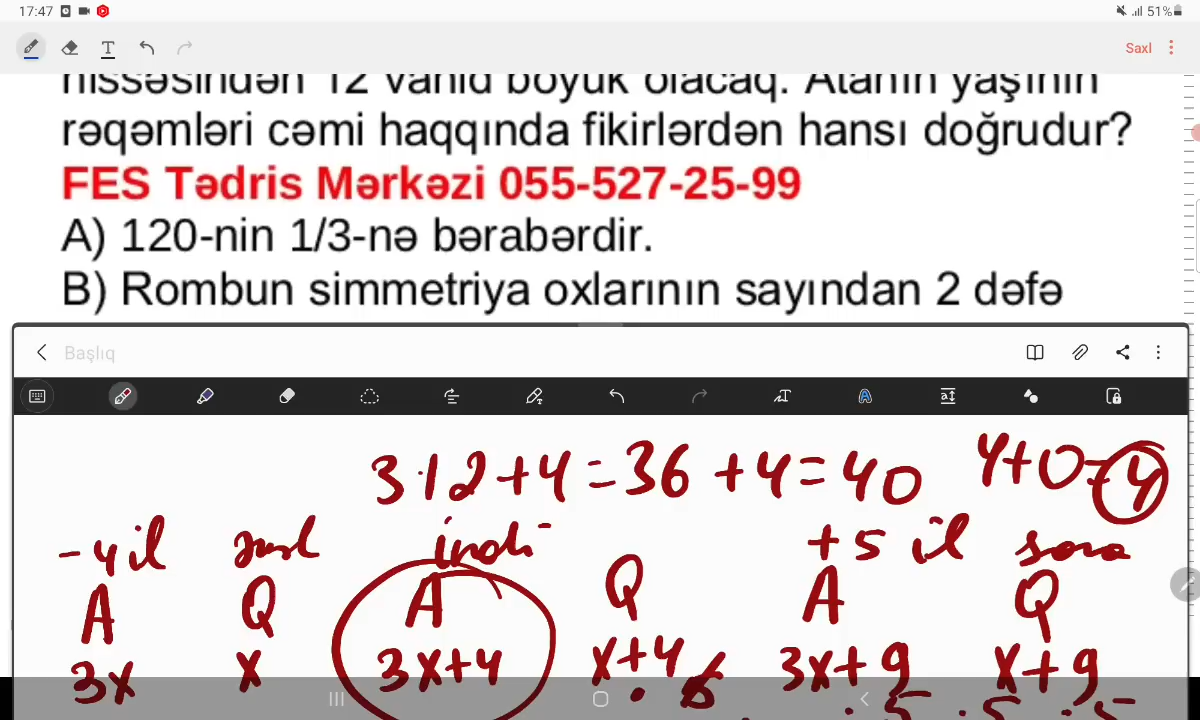 17:47 51%
T Saxl
hissəsindən 12 vahid böyük olacaq. Atanın yaşının
rəqəmləri cəmi haqqında fikirlərdən hansı doğrudur?
FES Tədris Mərkəzi 055-527-25-99
A) 120-nin 1/3-nə bərabərdir.
B) Rombun simmetriya oxlarının sayından 2 dəfə
Başlıq
3·12+4=36+4=40 4+0=4
-4 il əvvəl indi +5 il sonra
A Q A Q A Q
3x x 3x+4 x+4 3x+9 x+9